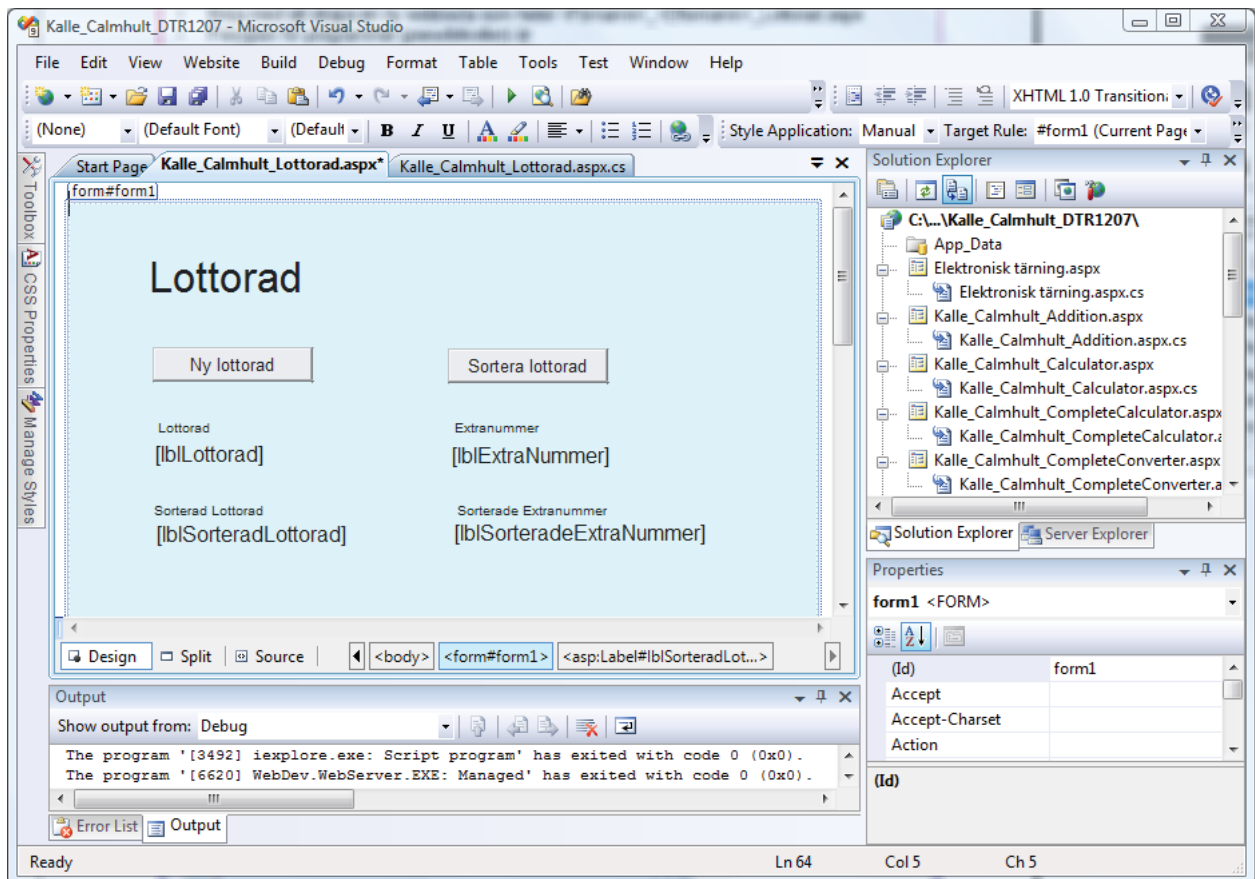 Kalle_Calmhult_DTR1207 - Microsoft Visual Studio
File Edit View Website Build Debug Format Table Tools Test Window Help
XHTML 1.0 Transition
(None) (Default Font) (Default B I U A Style Application: Manual Target Rule: #form1 (Current Page
Toolbox
CSS Properties
Manage Styles
Start Page Kalle_Calmhult_Lottorad.aspx* Kalle_Calmhult_Lottorad.aspx.cs
form#form1
Lottorad
Ny lottorad Sortera lottorad
Lottorad Extranummer
[lblLottorad] [lblExtraNummer]
Sorterad Lottorad Sorterade Extranummer
[lblSorteradLottorad] [lblSorteradeExtraNummer]
Design Split Source <body> <form#form1> <asp:Label#lblSorteradLot...>
Output
Show output from: Debug
The program '[3492] iexplore.exe: Script program' has exited with code 0 (0x0).
The program '[6620] WebDev.WebServer.EXE: Managed' has exited with code 0 (0x0).
Error List Output
Solution Explorer
C:\...\Kalle_Calmhult_DTR1207\
App_Data
Elektronisk tärning.aspx
Elektronisk tärning.aspx.cs
Kalle_Calmhult_Addition.aspx
Kalle_Calmhult_Addition.aspx.cs
Kalle_Calmhult_Calculator.aspx
Kalle_Calmhult_Calculator.aspx.cs
Kalle_Calmhult_CompleteCalculator.aspx
Kalle_Calmhult_CompleteCalculator.a
Kalle_Calmhult_CompleteConverter.aspx
Kalle_Calmhult_CompleteConverter.a
Solution Explorer Server Explorer
Properties
form1 <FORM>
(Id) form1
Accept
Accept-Charset
Action
(Id)
Ready Ln 64 Col 5 Ch 5